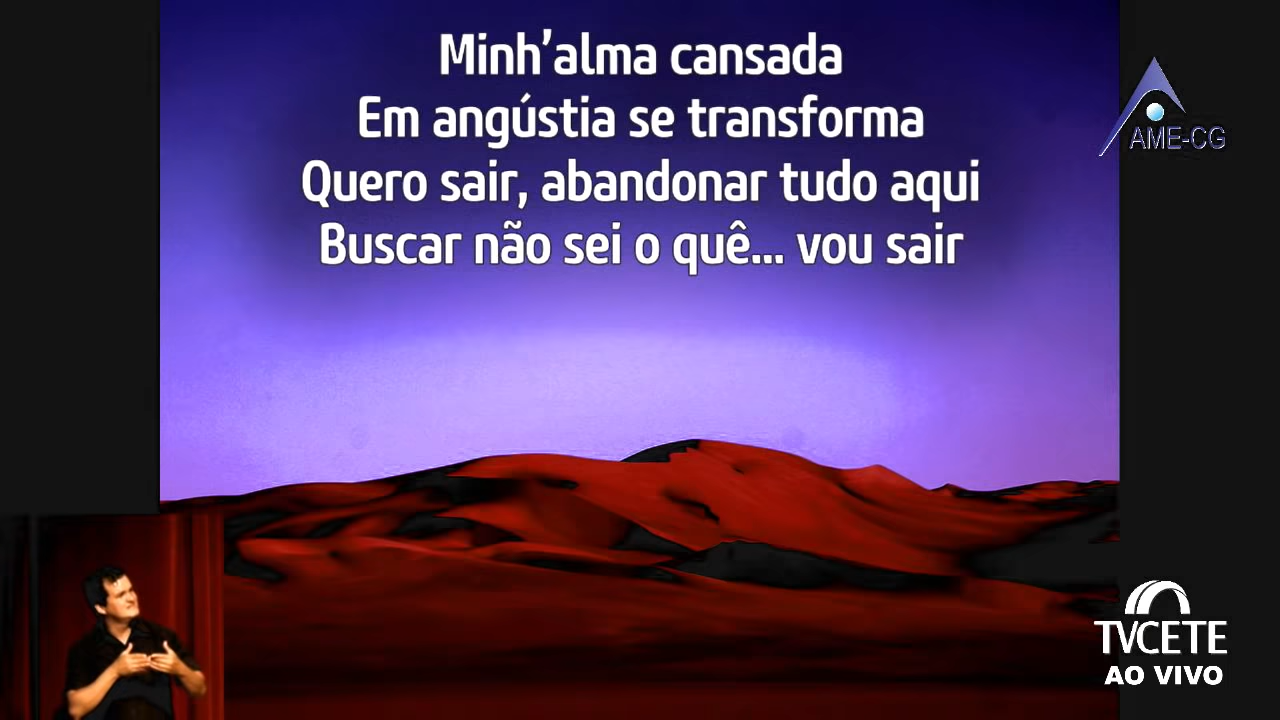 Minh’alma cansada
Em angústia se transforma
Quero sair, abandonar tudo aqui
Buscar não sei o quê... vou sair
AME-CG
TVCETE
AO VIVO